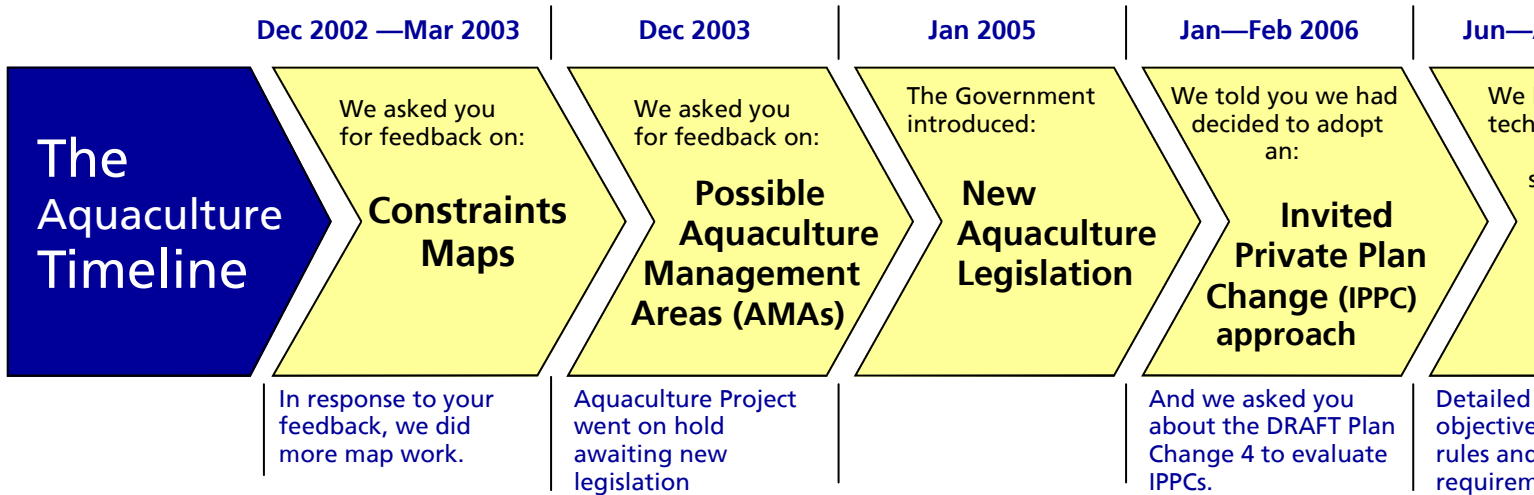 Dec 2002 —Mar 2003
Dec 2003
Jan 2005
Jan—Feb 2006
Jun—
The
Aquaculture
Timeline
We asked you
for feedback on:
Constraints
Maps
In response to your
feedback, we did
more map work.
We asked you
for feedback on:
Possible
Aquaculture
Management
Areas (AMAs)
Aquaculture Project
went on hold
awaiting new
legislation
The Government
introduced:
New
Aquaculture
Legislation
We told you we had
decided to adopt
an:
Invited
Private Plan
Change (IPPC)
approach
And we asked you
about the DRAFT Plan
Change 4 to evaluate
IPPCs.
We
Detailed
rules